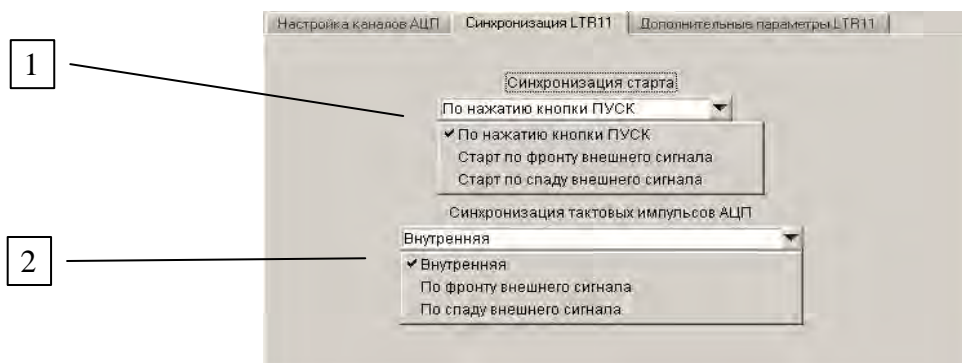 Настройка каналов АЦП Синхронизация LTR11 Дополнительные параметры LTR11
1
Синхронизация старта
По нажатию кнопки ПУСК
По нажатию кнопки ПУСК
Старт по фронту внешнего сигнала
Старт по спаду внешнего сигнала
Синхронизация тактовых импульсов АЦП
2
Внутренняя
Внутренняя
По фронту внешнего сигнала
По спаду внешнего сигнала